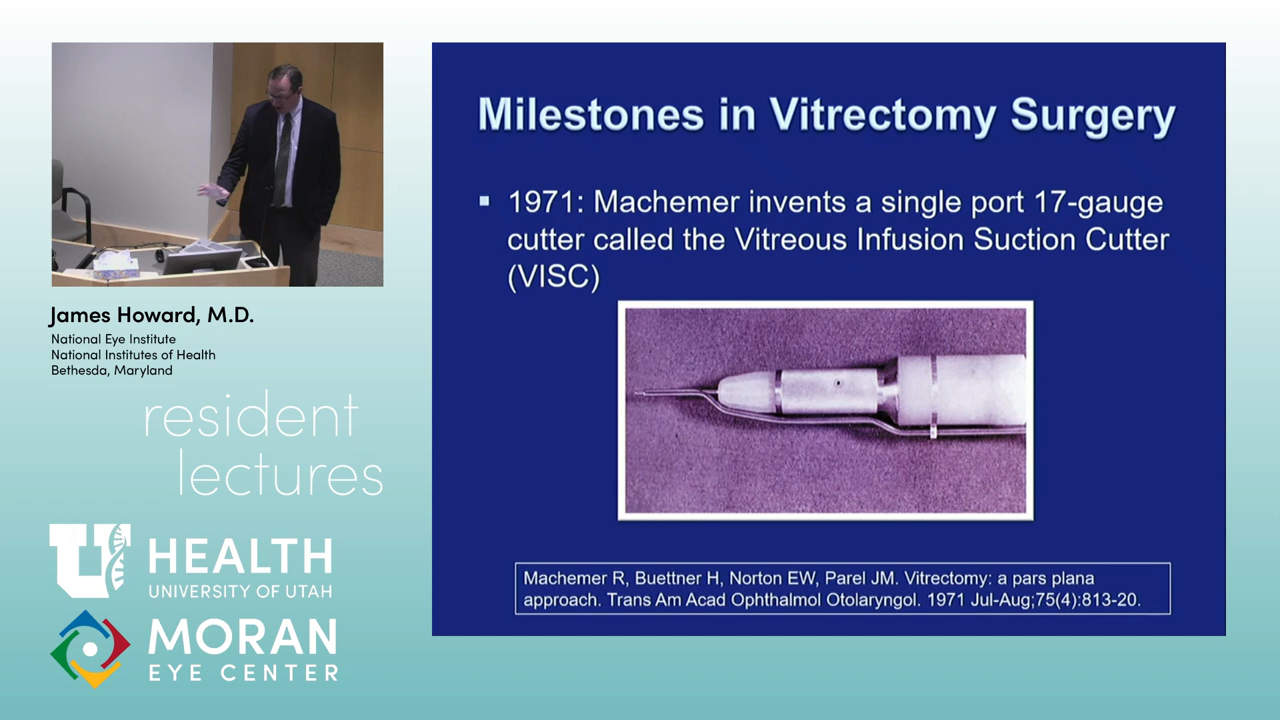 James Howard, M.D.
National Eye Institute
National Institutes of Health
Bethesda, Maryland
resident
lectures
U HEALTH
UNIVERSITY OF UTAH
MORAN
EYE CENTER
Milestones in Vitrectomy Surgery
▪ 1971: Machemer invents a single port 17-gauge
cutter called the Vitreous Infusion Suction Cutter
(VISC)
Machemer R, Buettner H, Norton EW, Parel JM. Vitrectomy: a pars plana
approach. Trans Am Acad Ophthalmol Otolaryngol. 1971 Jul-Aug;75(4):813-20.